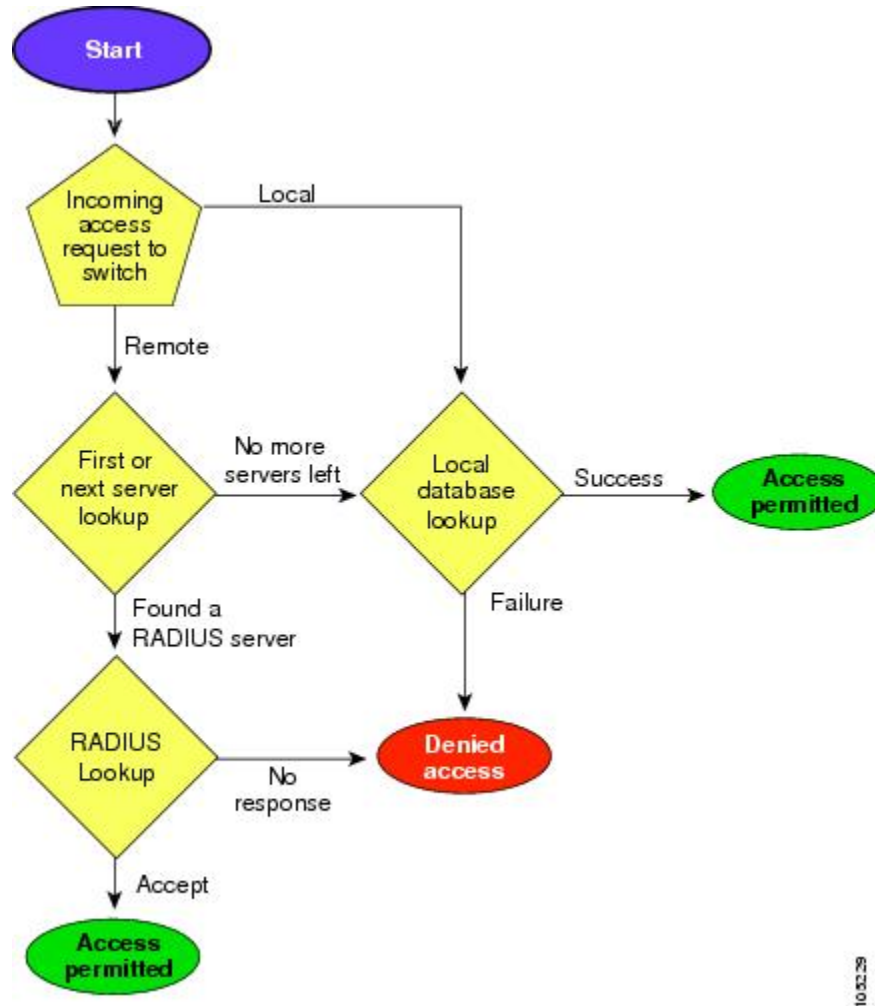 Start
Incoming
access
request to
switch
Local
Remote
First or
next server
lookup
No more
servers left
Local
database
lookup
Success
Access
permitted
Found a
RADIUS server
Failure
RADIUS
Lookup
No
response
Denied
access
Accept
Access
permitted
105229